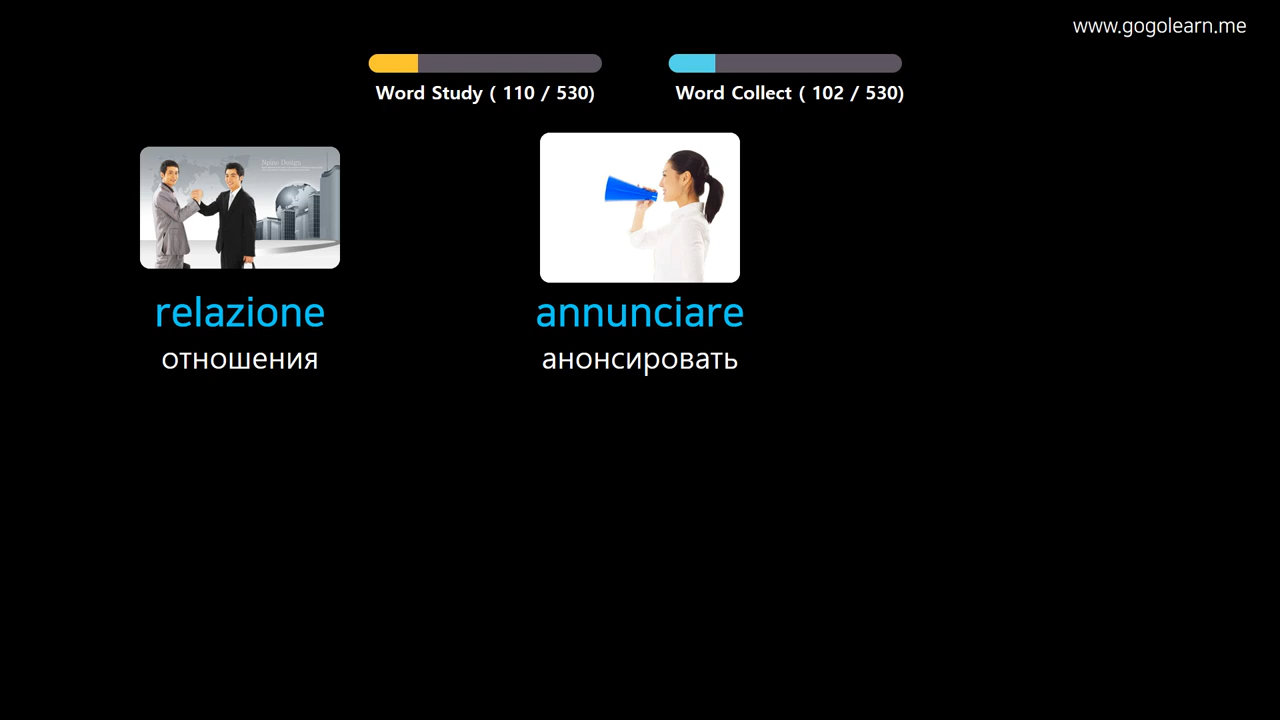 www.gogolearn.me
Word Study ( 110 / 530)
Word Collect ( 102 / 530)
relazione
annunciare
отношения
анонсировать